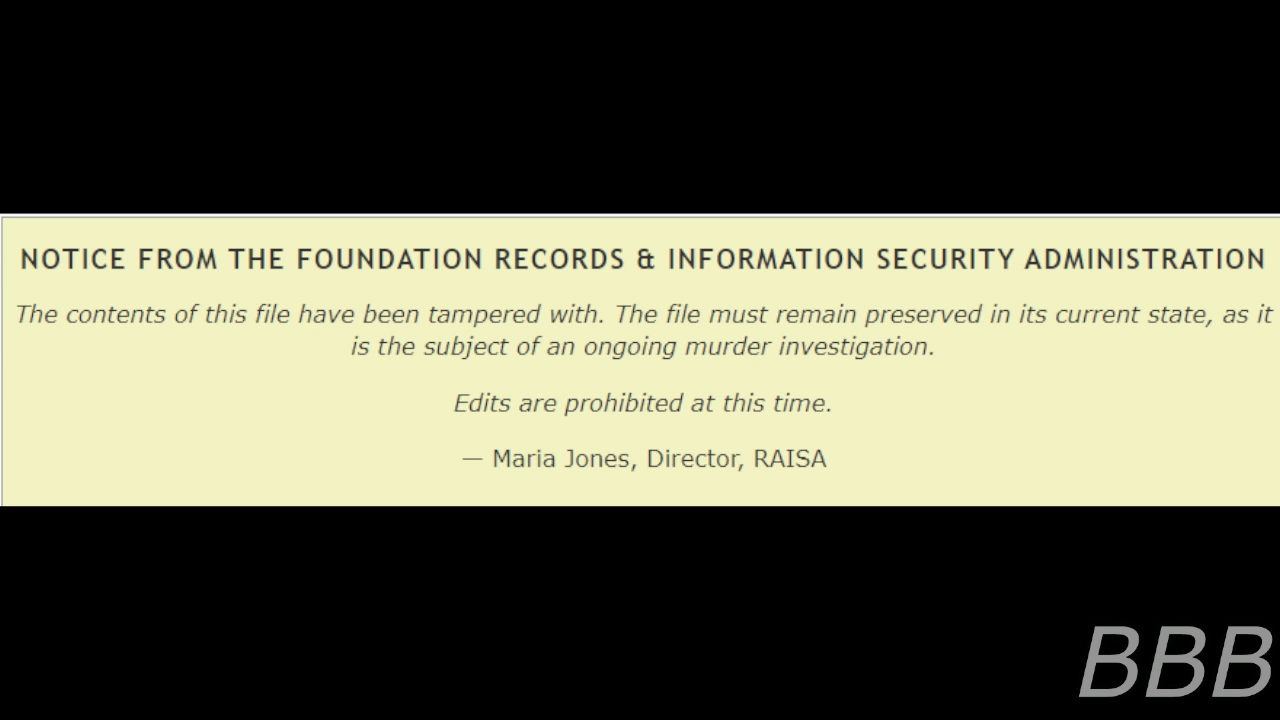 NOTICE FROM THE FOUNDATION RECORDS & INFORMATION SECURITY ADMINISTRATION
The contents of this file have been tampered with. The file must remain preserved in its current state, as it
is the subject of an ongoing murder investigation.
Edits are prohibited at this time.
— Maria Jones, Director, RAISA
BBB